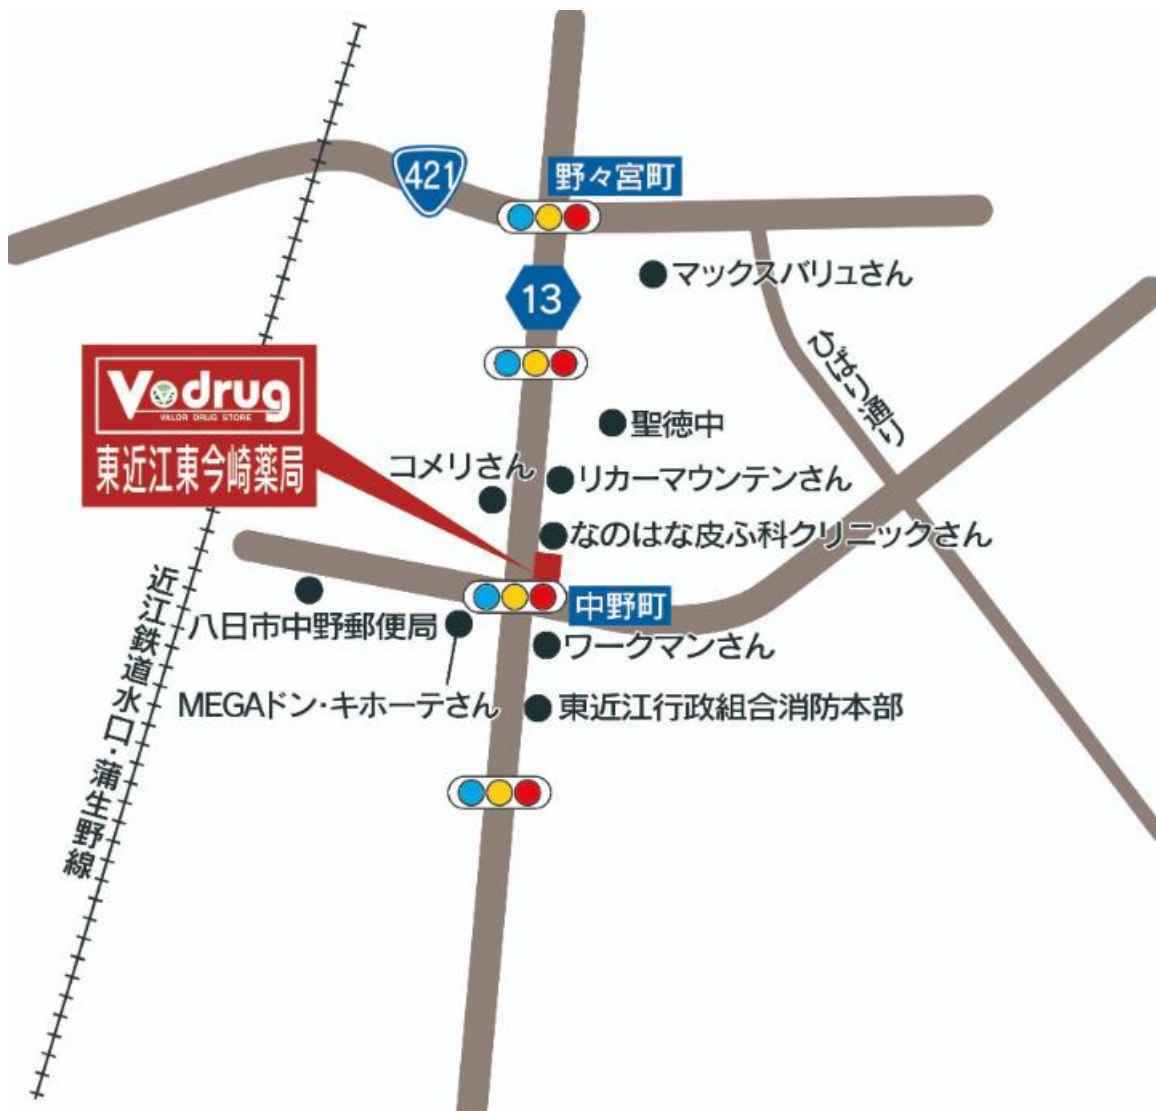 421
野々宮町
マックスバリュさん
13
ひばり通り
Vdrug
VALOR DRUG STORE
東近江東今崎薬局
聖徳中
コメリさん
リカーマウンテンさん
なのはな皮ふ科クリニックさん
中野町
八日市中野郵便局
ワークマンさん
MEGAドン・キホーテさん
東近江行政組合消防本部
近江鉄道水口・蒲生野線